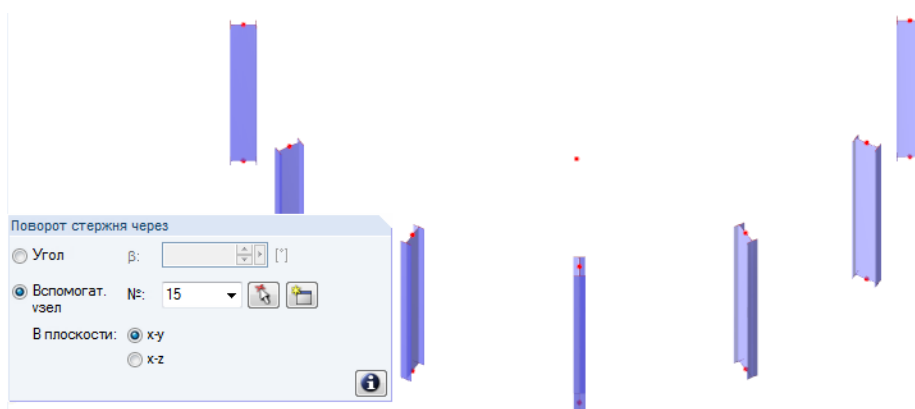 Поворот стержня через
Угол β: [°]
Вспомогат. узел №: 15
В плоскости: x-y
x-z